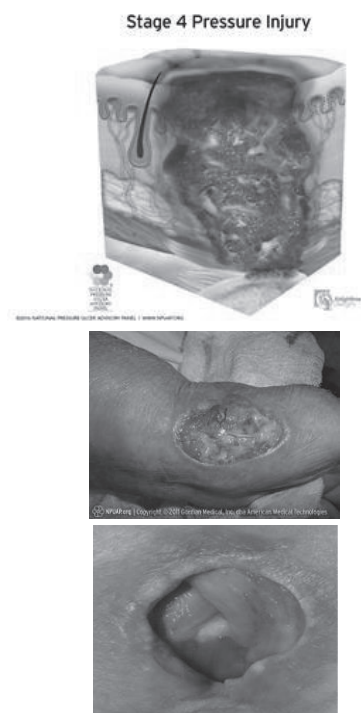 Stage 4 Pressure Injury
NATIONAL PRESSURE ULCER ADVISORY PANEL | WWW.NPUAP.ORG
NPUAP.org | Copyright © 2011 Gordian Medical, Inc. dba American Medical Technologies